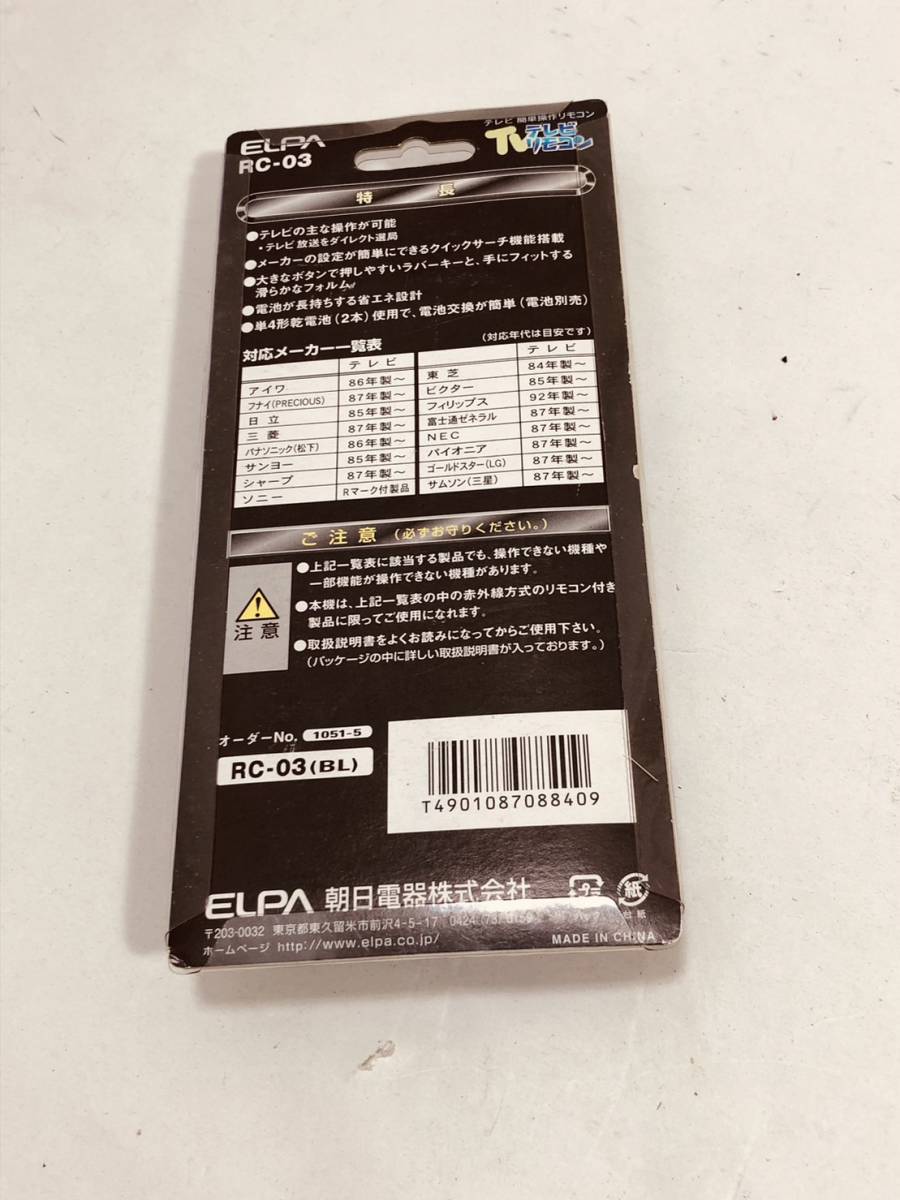 ELPA
RC-03
テレビ 簡単操作リモコン
TVテレビリモコン
特長
●テレビの主な操作が可能
・テレビ放送をダイレクト選局
●メーカーの設定が簡単にできるクイックサーチ機能搭載
●大きなボタンで押しやすいラバーキーと、手にフィットする
滑らかなフォルム
●電池が長持ちする省エネ設計
●単4形乾電池(2本)使用で、電池交換が簡単(電池別売)
対応メーカー一覧表
(対応年代は目安です)
テレビ
アイワ 86年製〜
フナイ(PRECIOUS) 87年製〜
日立 85年製〜
三菱 87年製〜
パナソニック(松下) 86年製〜
サンヨー 85年製〜
シャープ 87年製〜
ソニー Rマーク付製品
テレビ
東芝 84年製〜
ビクター 85年製〜
フィリップス 92年製〜
富士通ゼネラル 87年製〜
NEC 87年製〜
パイオニア 87年製〜
ゴールドスター(LG) 87年製〜
サムソン(三星) 87年製〜
ご注意(必ずお守りください。)
注意
●上記一覧表に該当する製品でも、操作できない機種や
一部機能が操作できない機種があります。
●本機は、上記一覧表の中の赤外線方式のリモコン付き
製品に限ってご使用になれます。
●取扱説明書をよくお読みになってからご使用下さい。
(パッケージの中に詳しい取扱説明書が入っております。)
オーダーNo. 1051-5
RC-03(BL)
T4901087088409
ELPA 朝日電器株式会社
〒203-0032 東京都東久留米市前沢4-5-17 0424(73)0159
ホームページ http://www.elpa.co.jp/
プラ
紙
パック
台紙
MADE IN CHINA